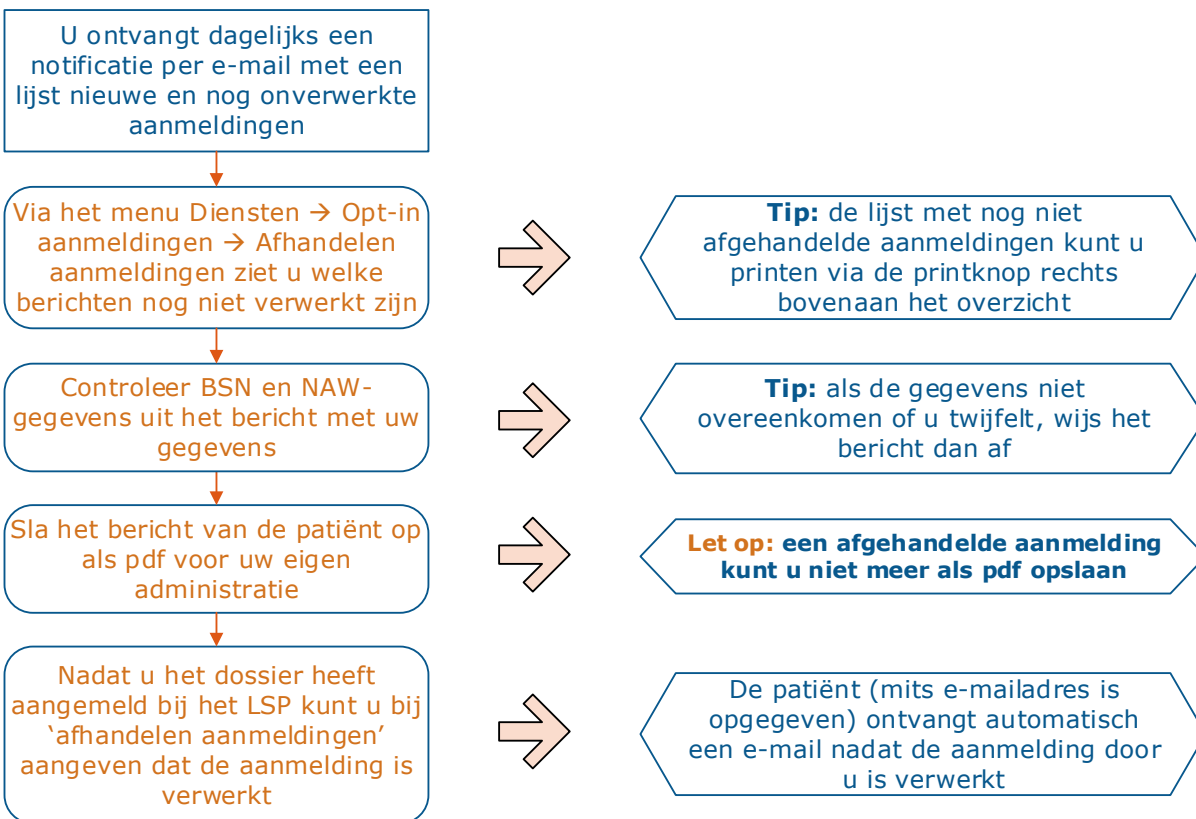 U ontvangt dagelijks een
notificatie per e-mail met een
lijst nieuwe en nog onverwerkte
aanmeldingen
Via het menu Diensten → Opt-in
aanmeldingen → Afhandelen
aanmeldingen ziet u welke
berichten nog niet verwerkt zijn
Tip: de lijst met nog niet
afgehandelde aanmeldingen kunt u
printen via de printknop rechts
bovenaan het overzicht
Controleer BSN en NAW-
gegevens uit het bericht met uw
gegevens
Tip: als de gegevens niet
overeenkomen of u twijfelt, wijs het
bericht dan af
Sla het bericht van de patiënt op
als pdf voor uw eigen
administratie
Let op: een afgehandelde aanmelding
kunt u niet meer als pdf opslaan
Nadat u het dossier heeft
aangemeld bij het LSP kunt u bij
‘afhandelen aanmeldingen’
aangeven dat de aanmelding is
verwerkt
De patiënt (mits e-mailadres is
opgegeven) ontvangt automatisch
een e-mail nadat de aanmelding door
u is verwerkt